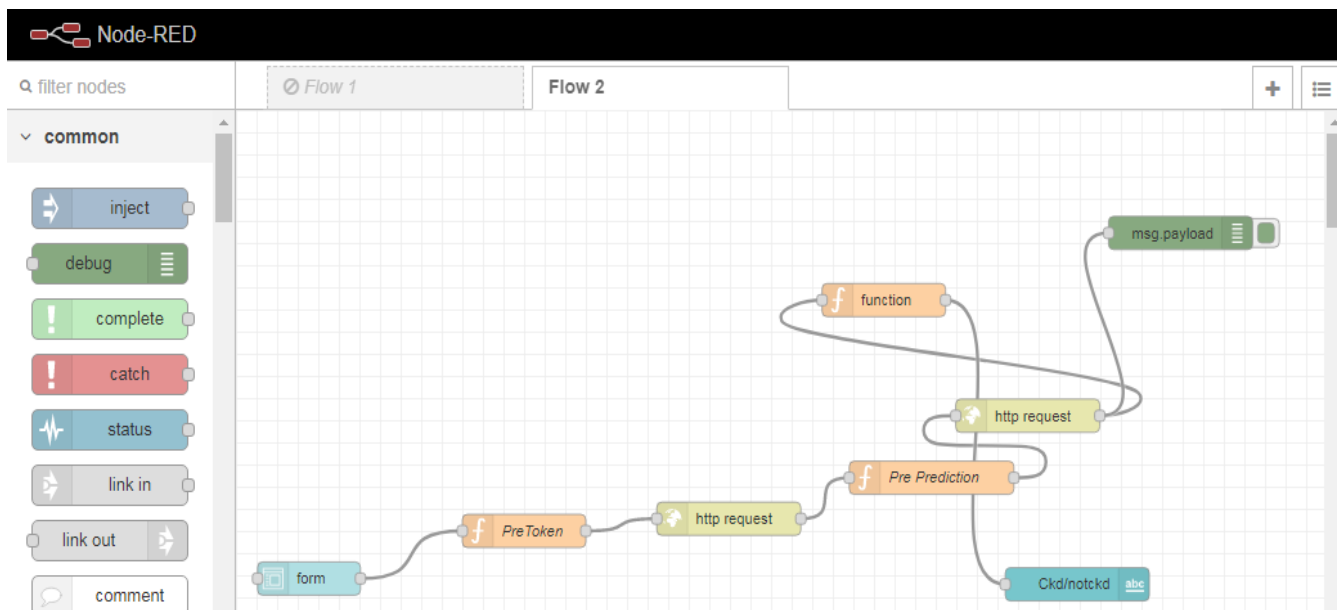 Node-RED
filter nodes
Flow 1
Flow 2
common
inject
debug
complete
catch
status
link in
link out
comment
msg.payload
function
http request
Pre Prediction
http request
PreToken
form
Ckd/notckd
abc